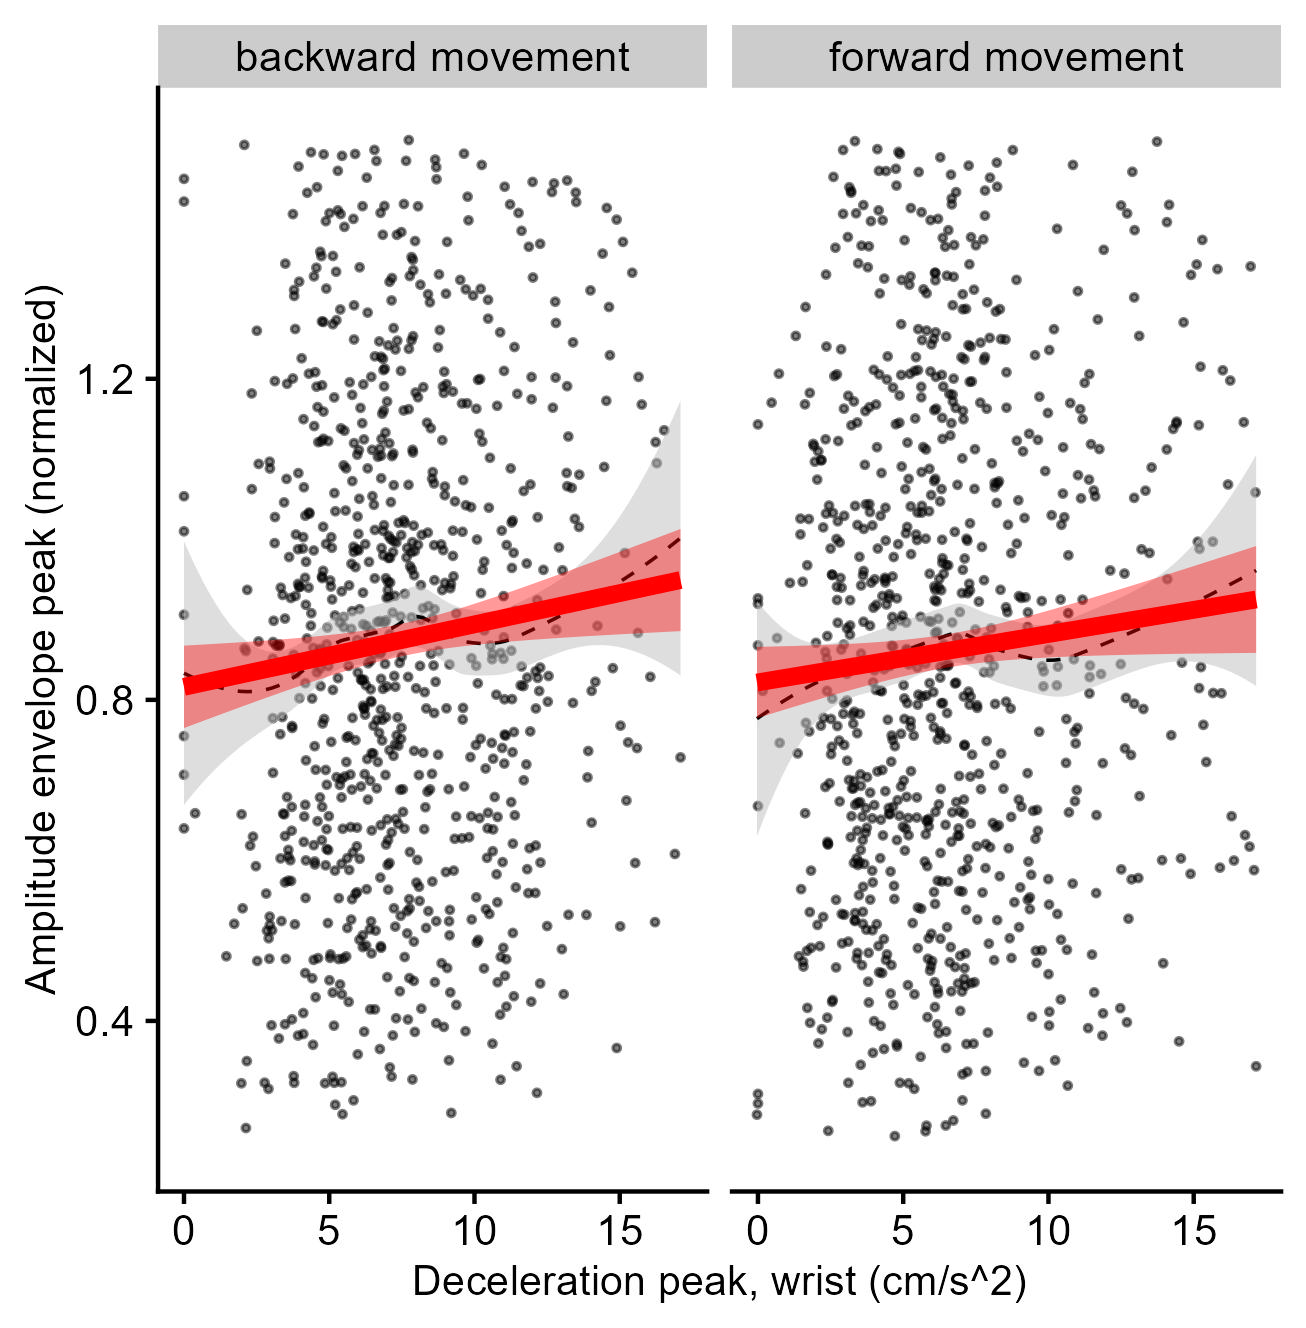 backward movement
forward movement
Amplitude envelope peak (normalized)
1.2
0.8
0.4
0 5 10 15
0 5 10 15
Deceleration peak, wrist (cm/s^2)